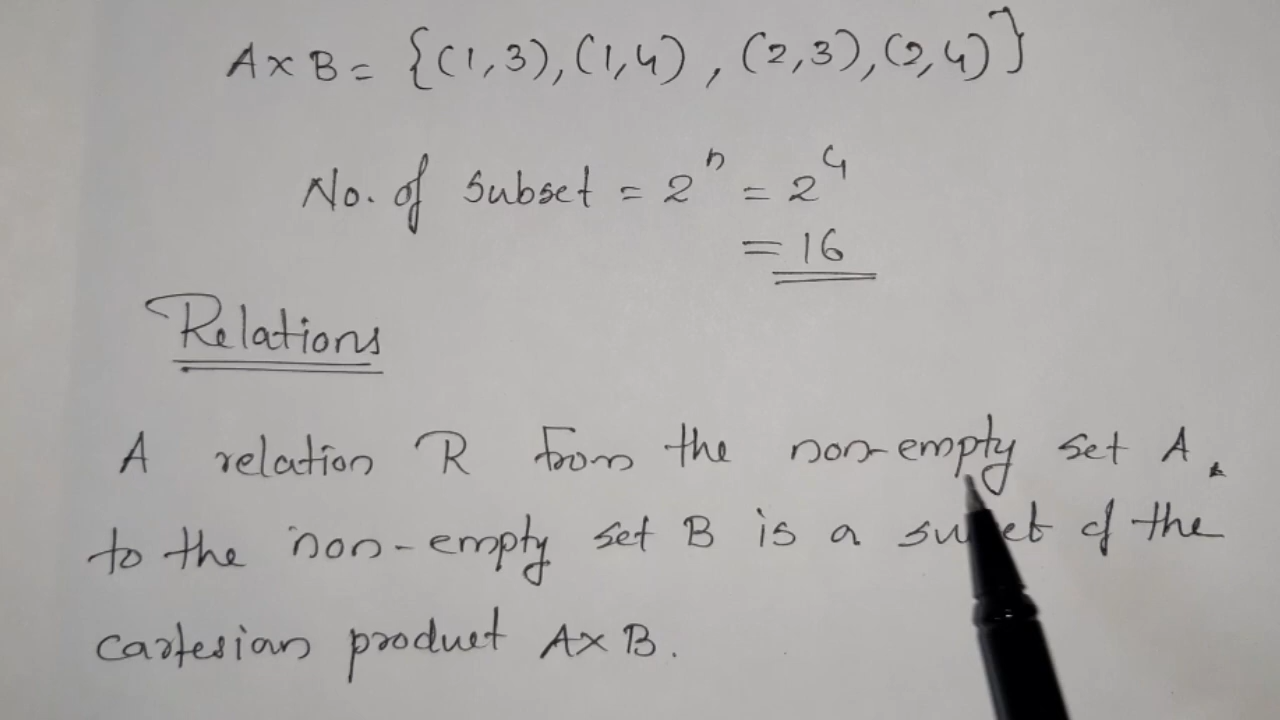 A × B = {(1,3),(1,4),(2,3),(2,4)}
No. of subset = 2ⁿ = 2⁴
= 16
Relations
A relation R from the non-empty set A
to the non-empty set B is a of the
cartesian product A×B.